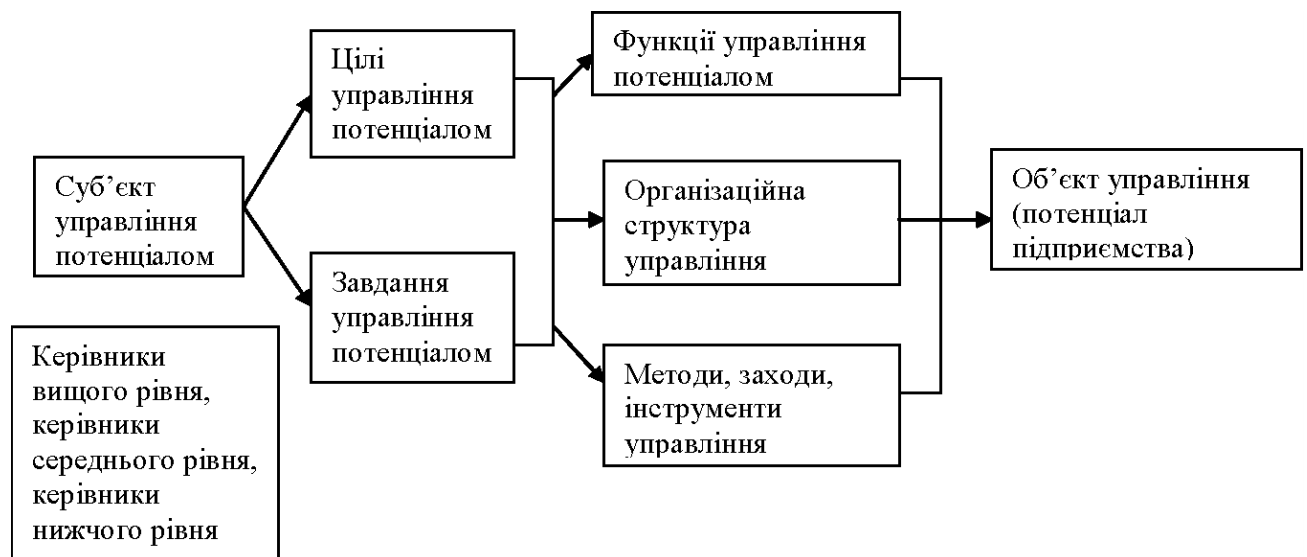 Суб’єкт
управління
потенціалом
Керівники
вищого рівня,
керівники
середнього рівня,
керівники
нижчого рівня
Цілі
управління
потенціалом
Завдання
управління
потенціалом
Функції управління
потенціалом
Організаційна
структура
управління
Методи, заходи,
інструменти
управління
Об’єкт управління
(потенціал
підприємства)